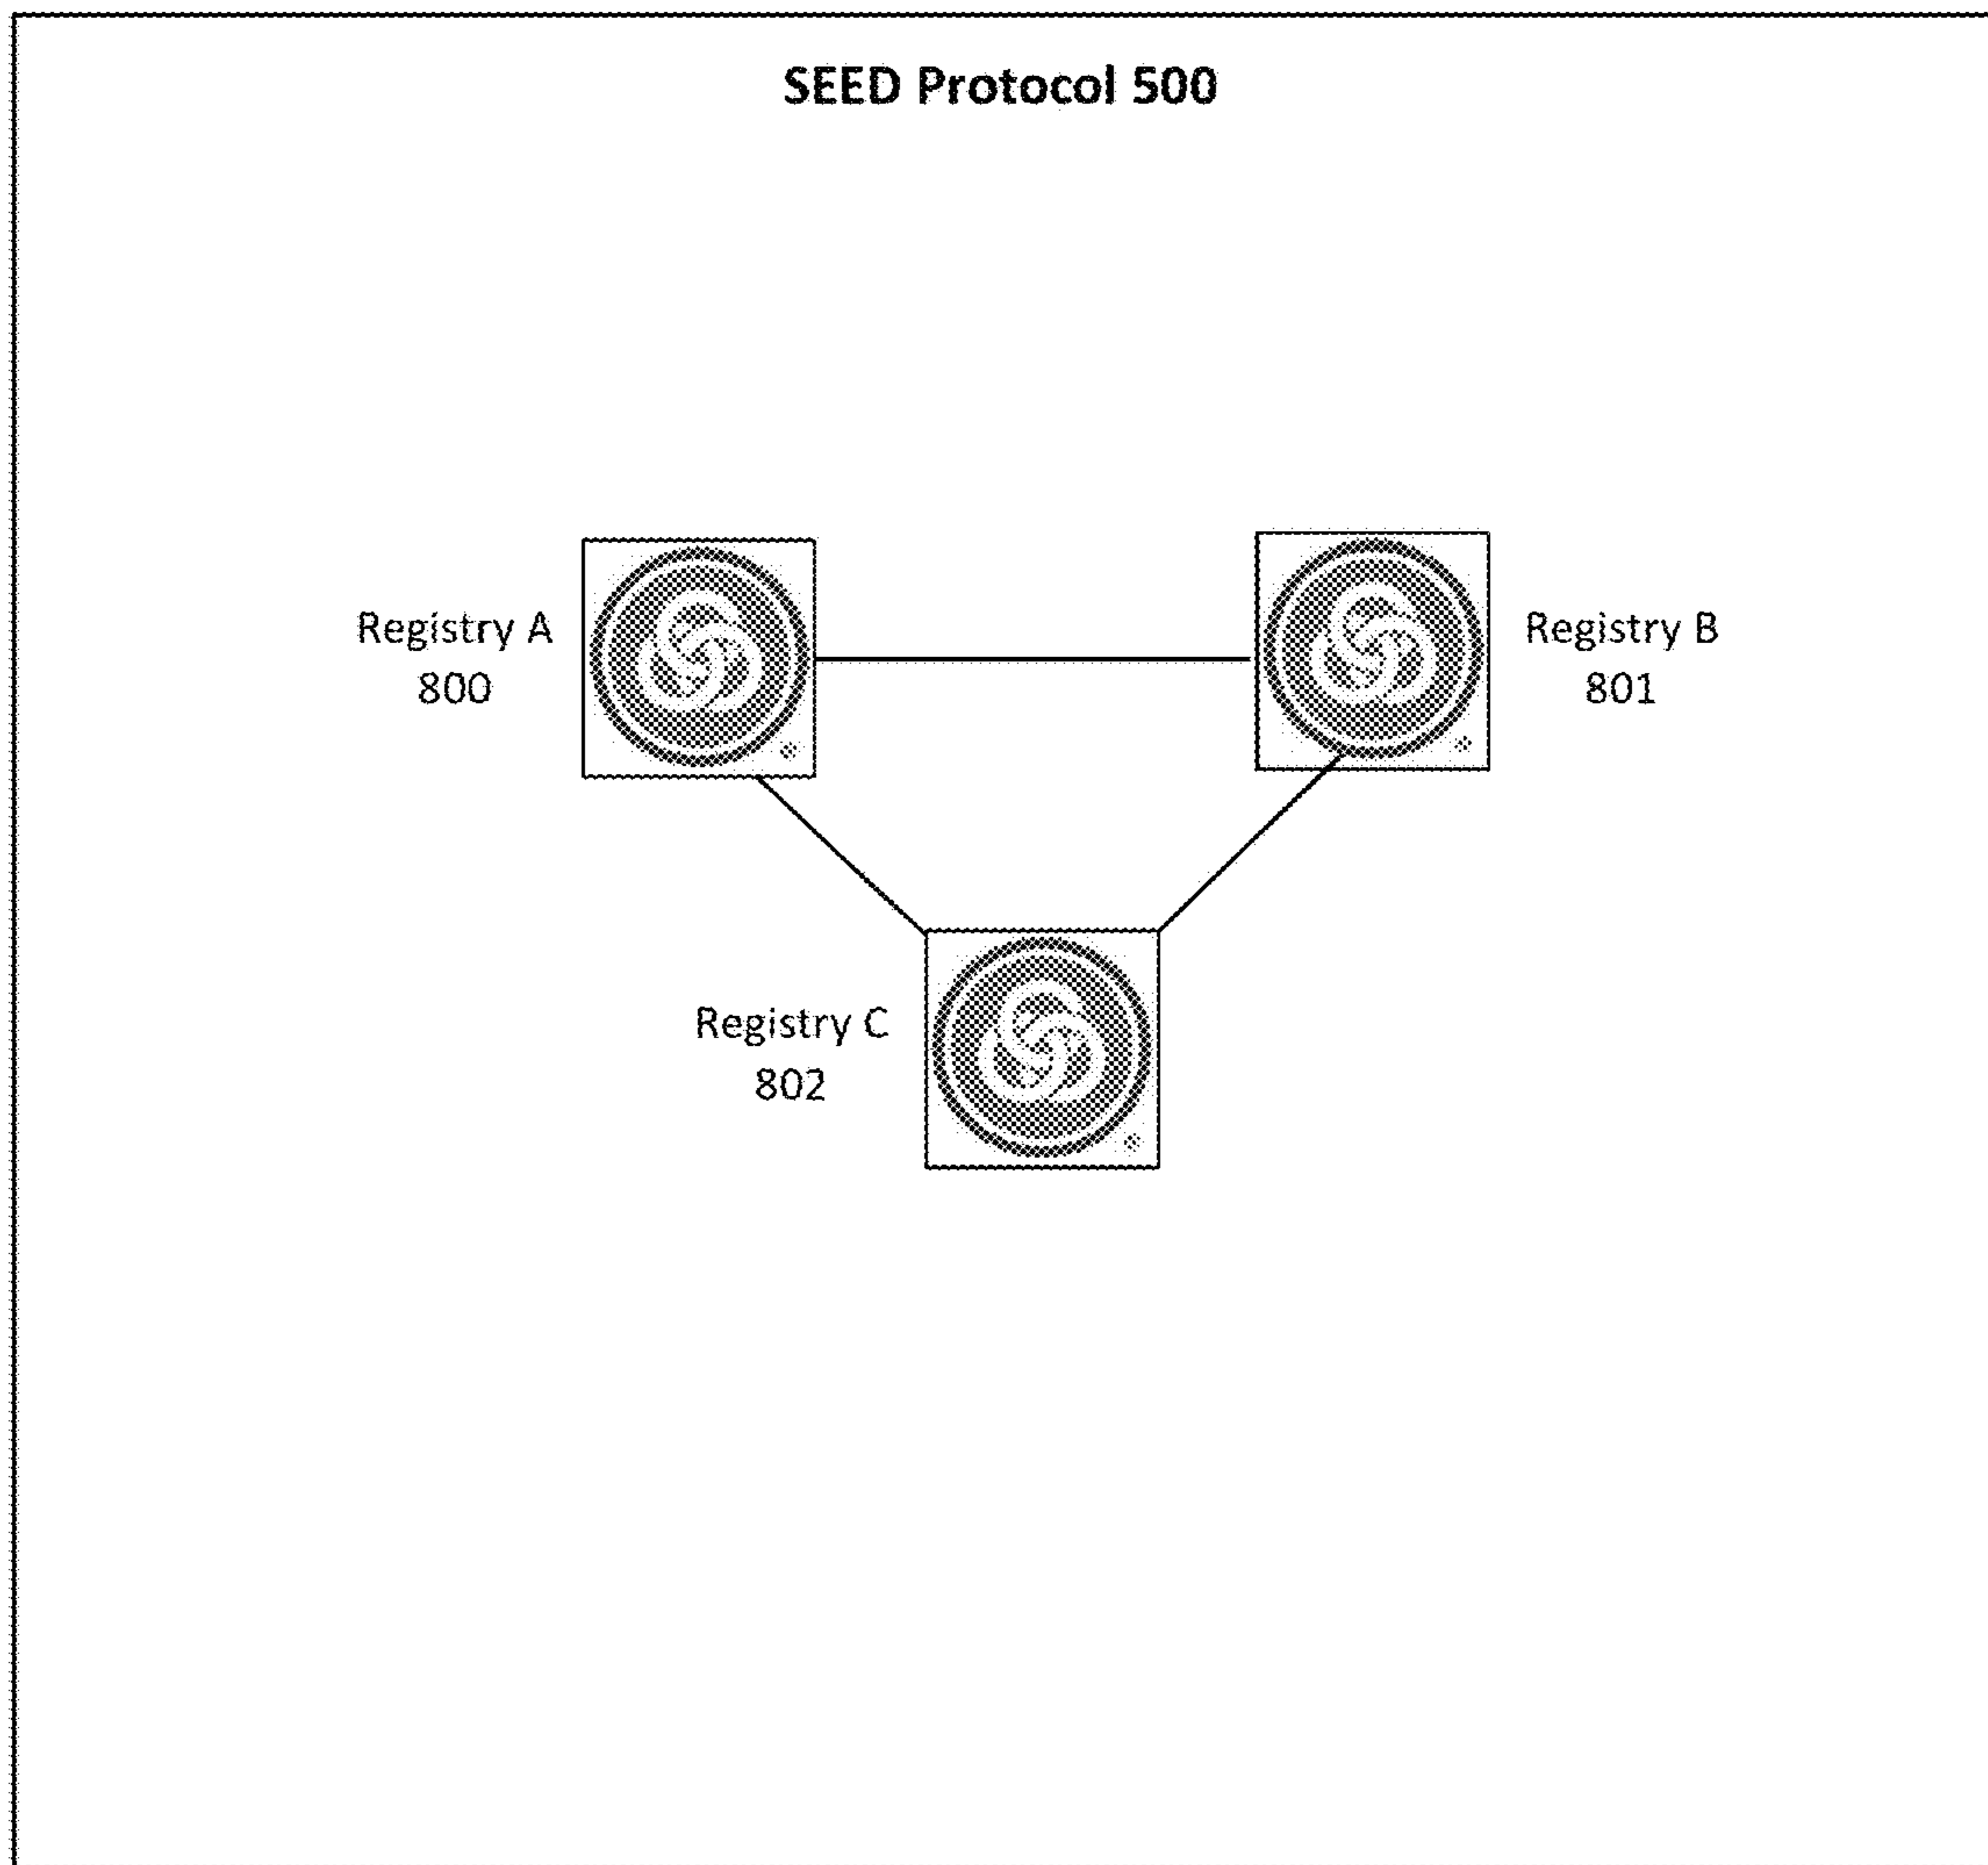 SEED Protocol 500
Registry A
800
Registry B
801
Registry C
802